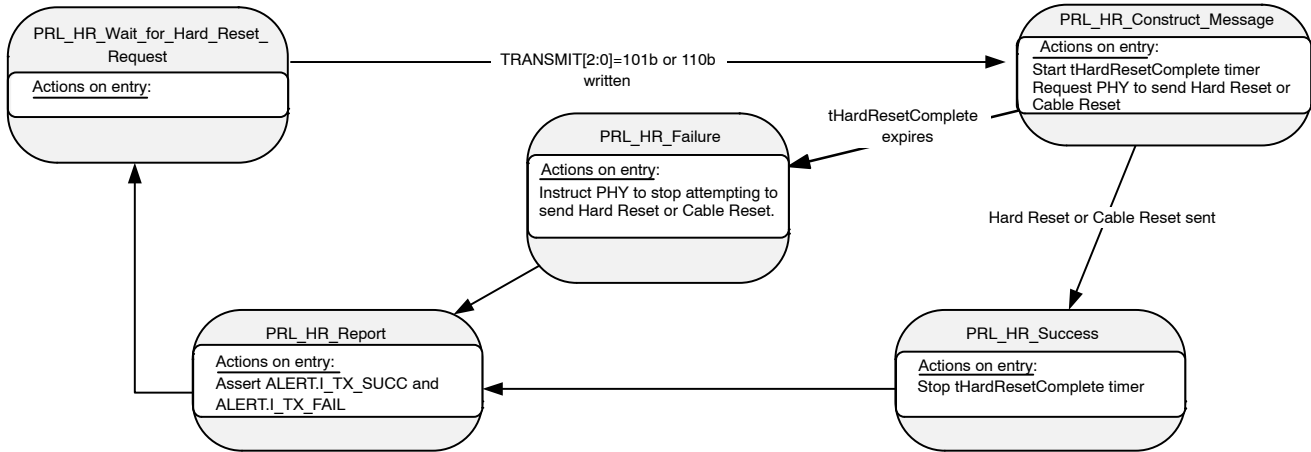 PRL_HR_Wait_for_Hard_Reset_
Request
Actions on entry:
TRANSMIT[2:0]=101b or 110b
written
PRL_HR_Construct_Message
Actions on entry:
Start tHardResetComplete timer
Request PHY to send Hard Reset or
Cable Reset
tHardResetComplete
expires
PRL_HR_Failure
Actions on entry:
Instruct PHY to stop attempting to
send Hard Reset or Cable Reset.
Hard Reset or Cable Reset sent
PRL_HR_Report
Actions on entry:
Assert ALERT.I_TX_SUCC and
ALERT.I_TX_FAIL
PRL_HR_Success
Actions on entry:
Stop tHardResetComplete timer